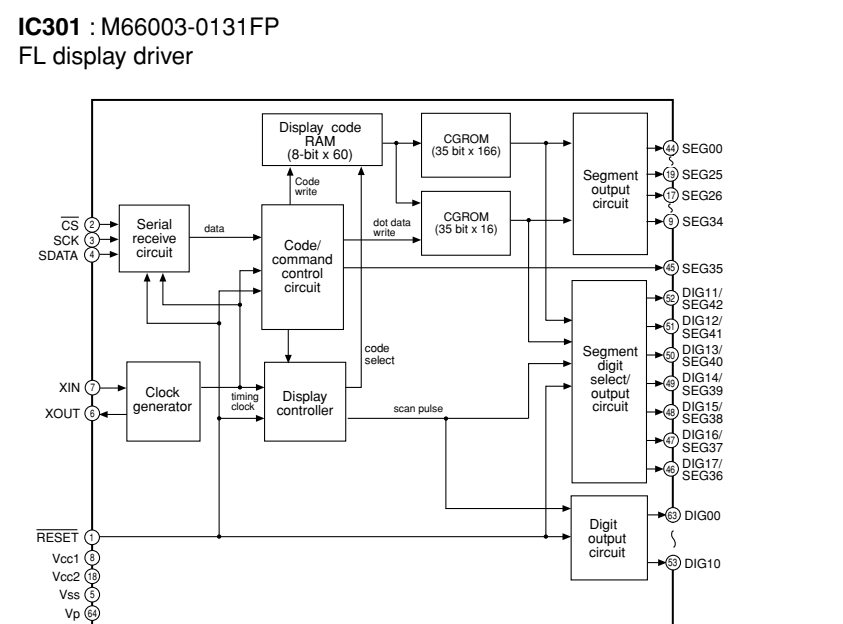 IC301 : M66003-0131FP
FL display driver
Display code
RAM
(8-bit x 60)
CGROM
(35 bit x 166)
Segment
output
circuit
44 SEG00
19 SEG25
17 SEG26
9 SEG34
Code
write
CS 2
SCK 3
SDATA 4
Serial
receive
circuit
data
Code/
command
control
circuit
dot data
write
CGROM
(35 bit x 16)
45 SEG35
52 DIG11/
SEG42
51 DIG12/
SEG41
50 DIG13/
SEG40
49 DIG14/
SEG39
48 DIG15/
SEG38
47 DIG16/
SEG37
46 DIG17/
SEG36
Segment
digit
select/
output
circuit
code
select
XIN 7
XOUT 6
Clock
generator
timing
clock
Display
controller
scan pulse
RESET 1
Vcc1 8
Vcc2 18
Vss 5
Vp 64
Digit
output
circuit
63 DIG00
53 DIG10